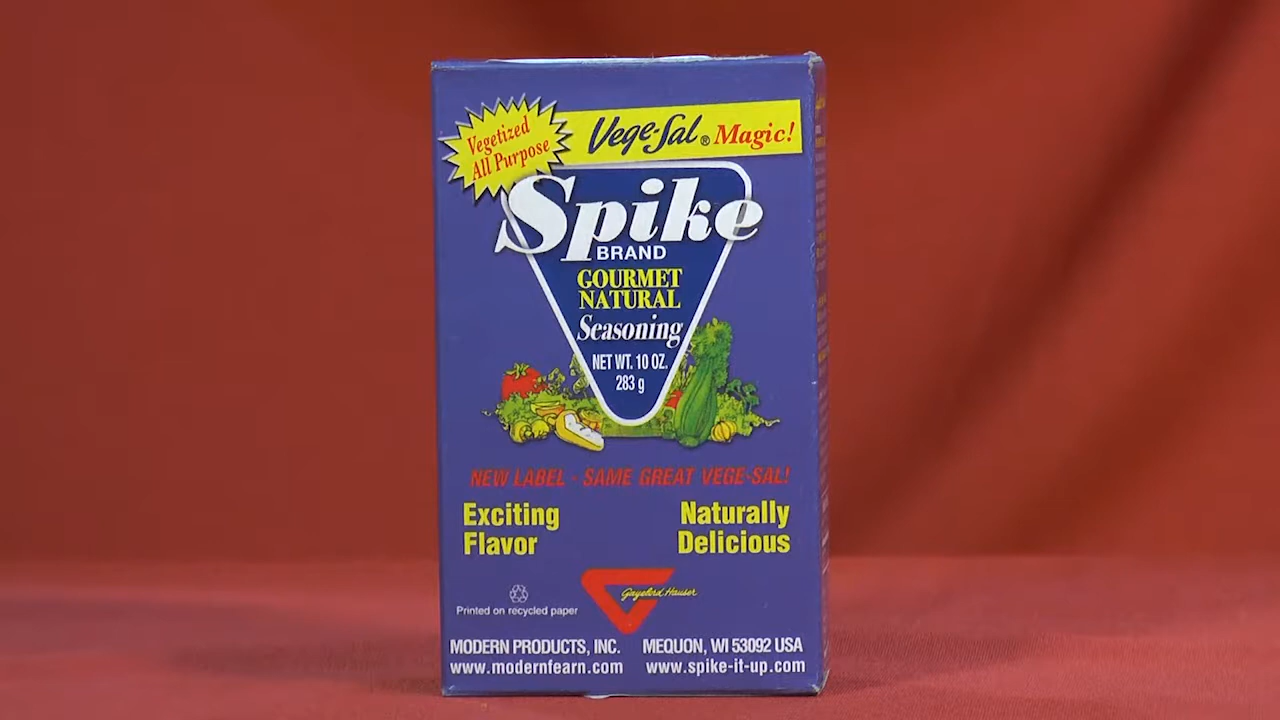 Vegetized
All Purpose
Vege-Sal® Magic!
Spike
BRAND
GOURMET
NATURAL
Seasoning
NET WT. 10 OZ.
283 g
NEW LABEL - SAME GREAT VEGE-SAL!
Exciting
Flavor
Naturally
Delicious
Gayelord Hauser
Printed on recycled paper
MODERN PRODUCTS, INC. MEQUON, WI 53092 USA
www.modernfearn.com www.spike-it-up.com